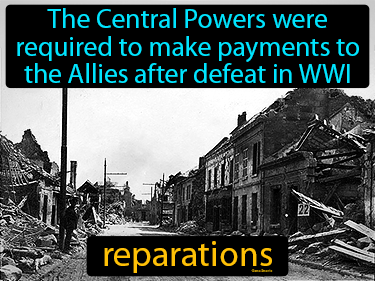 The Central Powers were
required to make payments to
the Allies after defeat in WWI
reparations